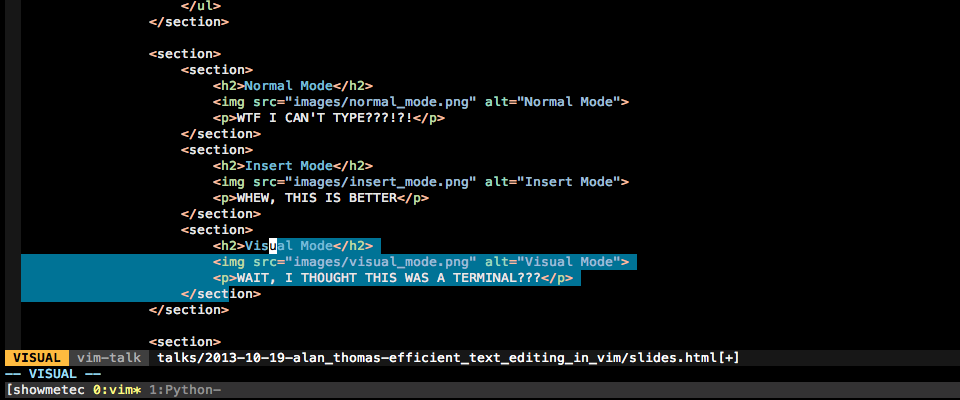 </ul>
</section>
<section>
<section>
<h2>Normal Mode</h2>
<img src="images/normal_mode.png" alt="Normal Mode">
<p>WTF I CAN'T TYPE???!?!</p>
</section>
<section>
<h2>Insert Mode</h2>
<img src="images/insert_mode.png" alt="Insert Mode">
<p>WHEW, THIS IS BETTER</p>
</section>
<section>
<h2>Visual Mode</h2>
<img src="images/visual_mode.png" alt="Visual Mode">
<p>WAIT, I THOUGHT THIS WAS A TERMINAL???</p>
</section>
</section>
<section>
VISUAL vim-talk talks/2013-10-19-alan_thomas-efficient_text_editing_in_vim/slides.html[+]
-- VISUAL --
[showmetec 0:vim* 1:Python-